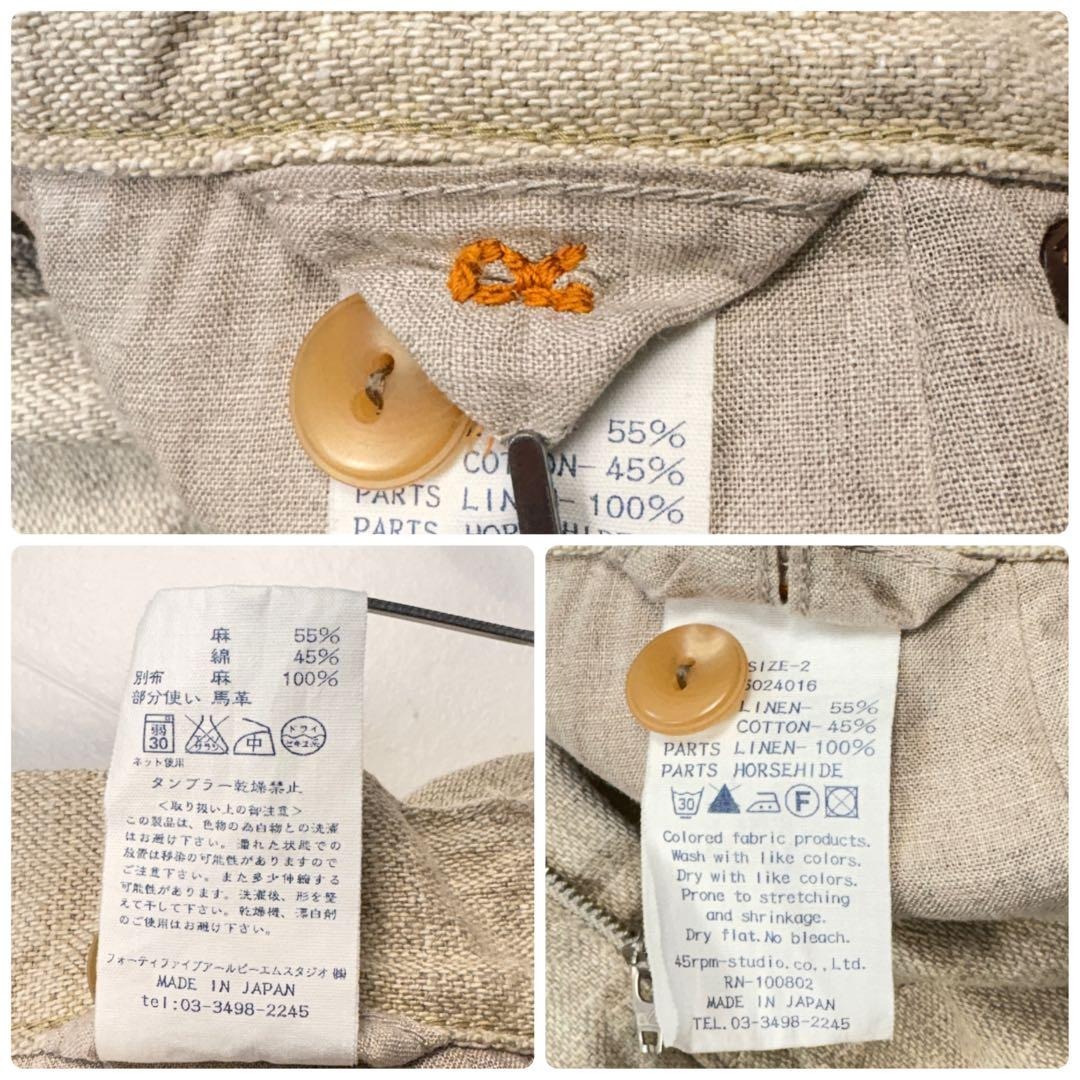 55%
COTTON- 45%
PARTS LINEN- 100%
PARTS HORSEHIDE
麻 55%
綿 45%
別布 麻 100%
部分使い 馬革
弱
30
サラシ
中
ドライ
セキユ系
ネット使用
タンブラー乾燥禁止
<取り扱い上の御注意>
この製品は、色物の為白物との洗濯
はお避け下さい。濡れた状態での
放置は移染の可能性がありますので
ご注意下さい。また多少伸縮する
可能性があります。洗濯後、形を整
えて干して下さい。乾燥機、漂白剤
のご使用はお避け下さい。
フォーティファイブアールピーエムスタジオ㈱
MADE IN JAPAN
tel:03-3498-2245
SIZE-2
5024016
LINEN- 55%
COTTON- 45%
PARTS LINEN- 100%
PARTS HORSEHIDE
30
F
Colored fabric products.
Wash with like colors.
Dry with like colors.
Prone to stretching
and shrinkage.
Dry flat. No bleach.
45rpm-studio.co.,Ltd.
RN-100802
MADE IN JAPAN
TEL.03-3498-2245